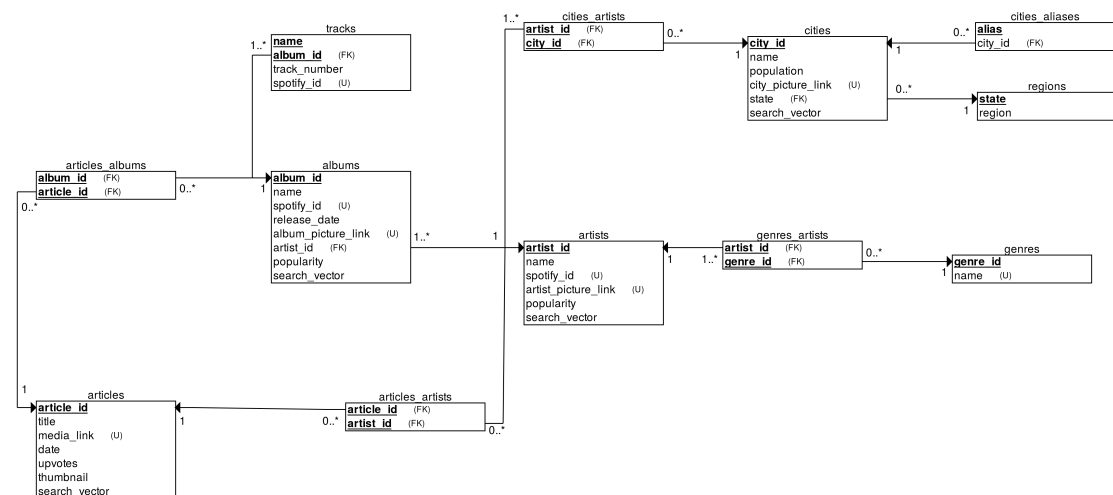 tracks
1..*
name
album_id (FK)
track_number
spotify_id (U)
1..*
cities_artists
artist_id (FK)
city_id (FK)
0..*
1
cities
city_id
name
population
city_picture_link (U)
state (FK)
search_vector
cities_aliases
0..*
1
alias
city_id (FK)
0..*
1
regions
state
region
articles_albums
album_id (FK)
article_id (FK)
0..*
0..*
1
albums
album_id
name
spotify_id (U)
release_date
album_picture_link (U)
artist_id (FK)
popularity
search_vector
1..*
1
artists
artist_id
name
spotify_id (U)
artist_picture_link (U)
popularity
search_vector
1
1..*
genres_artists
artist_id (FK)
genre_id (FK)
0..*
1
genres
genre_id
name (U)
1
articles
article_id
title
media_link (U)
date
upvotes
thumbnail
search_vector
1
0..*
articles_artists
article_id (FK)
artist_id (FK)
0..*